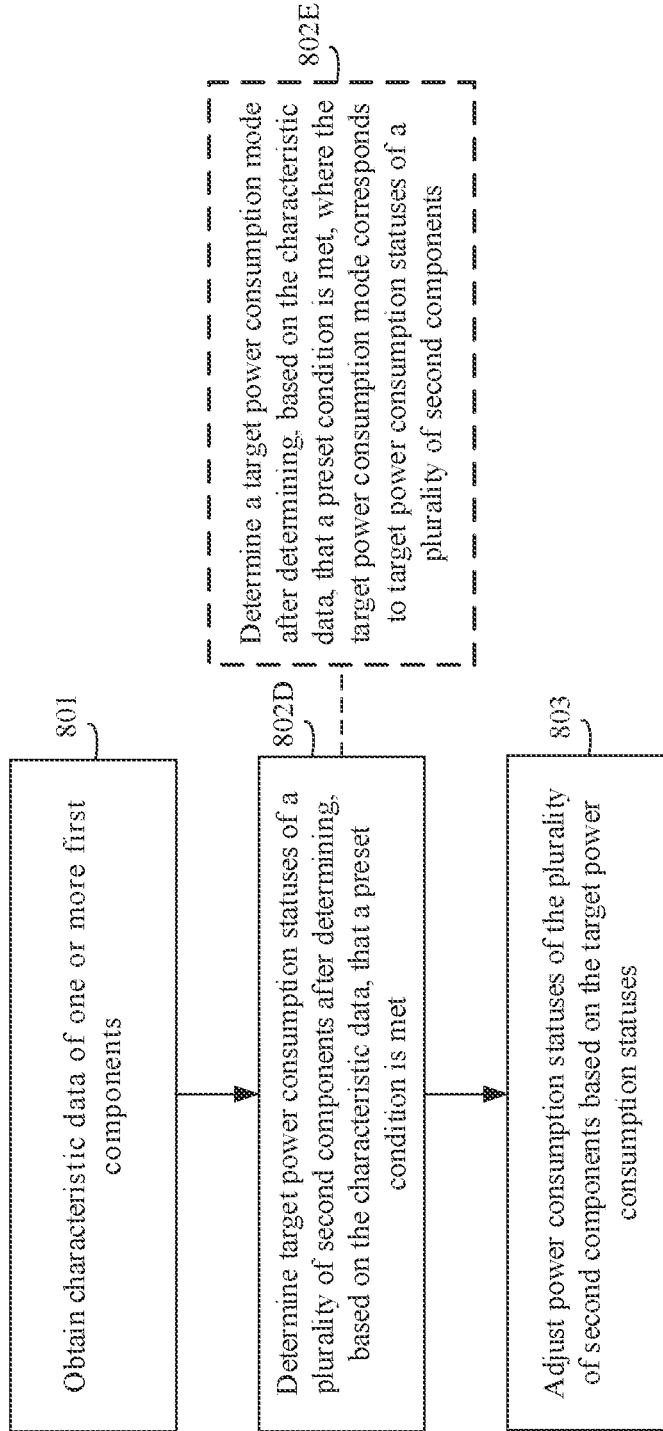 801
Obtain characteristic data of one or more first
components
802D
Determine target power consumption statuses of a
plurality of second components after determining,
based on the characteristic data, that a preset
condition is met
802E
Determine a target power consumption mode
after determining, based on the characteristic
data, that a preset condition is met, where the
target power consumption mode corresponds
to target power consumption statuses of a
plurality of second components
803
Adjust power consumption statuses of the plurality
of second components based on the target power
consumption statuses